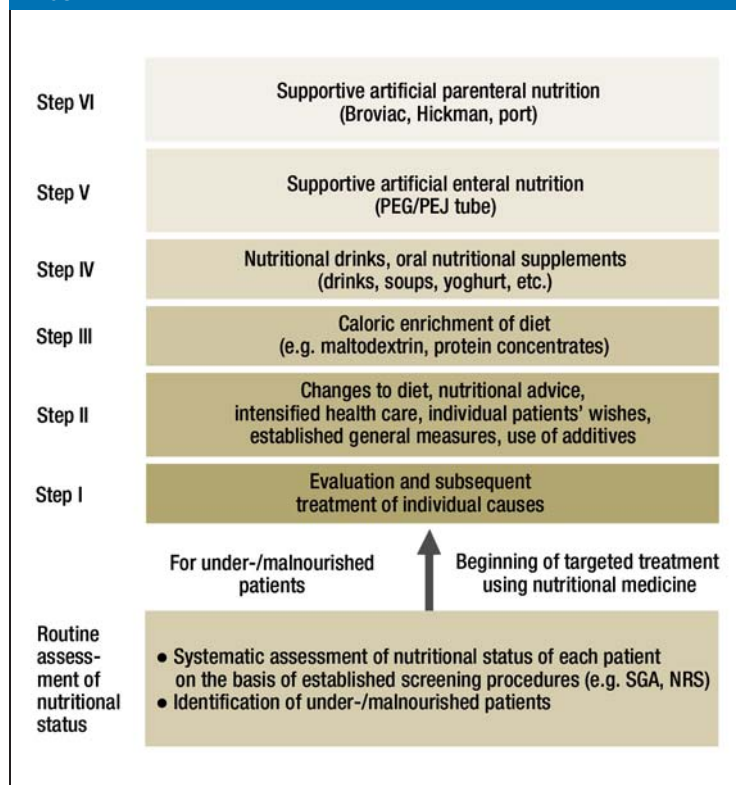 Step VI
Supportive artificial parenteral nutrition
(Broviac, Hickman, port)
Step V
Supportive artificial enteral nutrition
(PEG/PEJ tube)
Step IV
Nutritional drinks, oral nutritional supplements
(drinks, soups, yoghurt, etc.)
Step III
Caloric enrichment of diet
(e.g. maltodextrin, protein concentrates)
Step II
Changes to diet, nutritional advice,
intensified health care, individual patients’ wishes,
established general measures, use of additives
Step I
Evaluation and subsequent
treatment of individual causes
For under-/malnourished
patients
Beginning of targeted treatment
using nutritional medicine
Routine
assess-
ment of
nutritional
status
● Systematic assessment of nutritional status of each patient
on the basis of established screening procedures (e.g. SGA, NRS)
● Identification of under-/malnourished patients